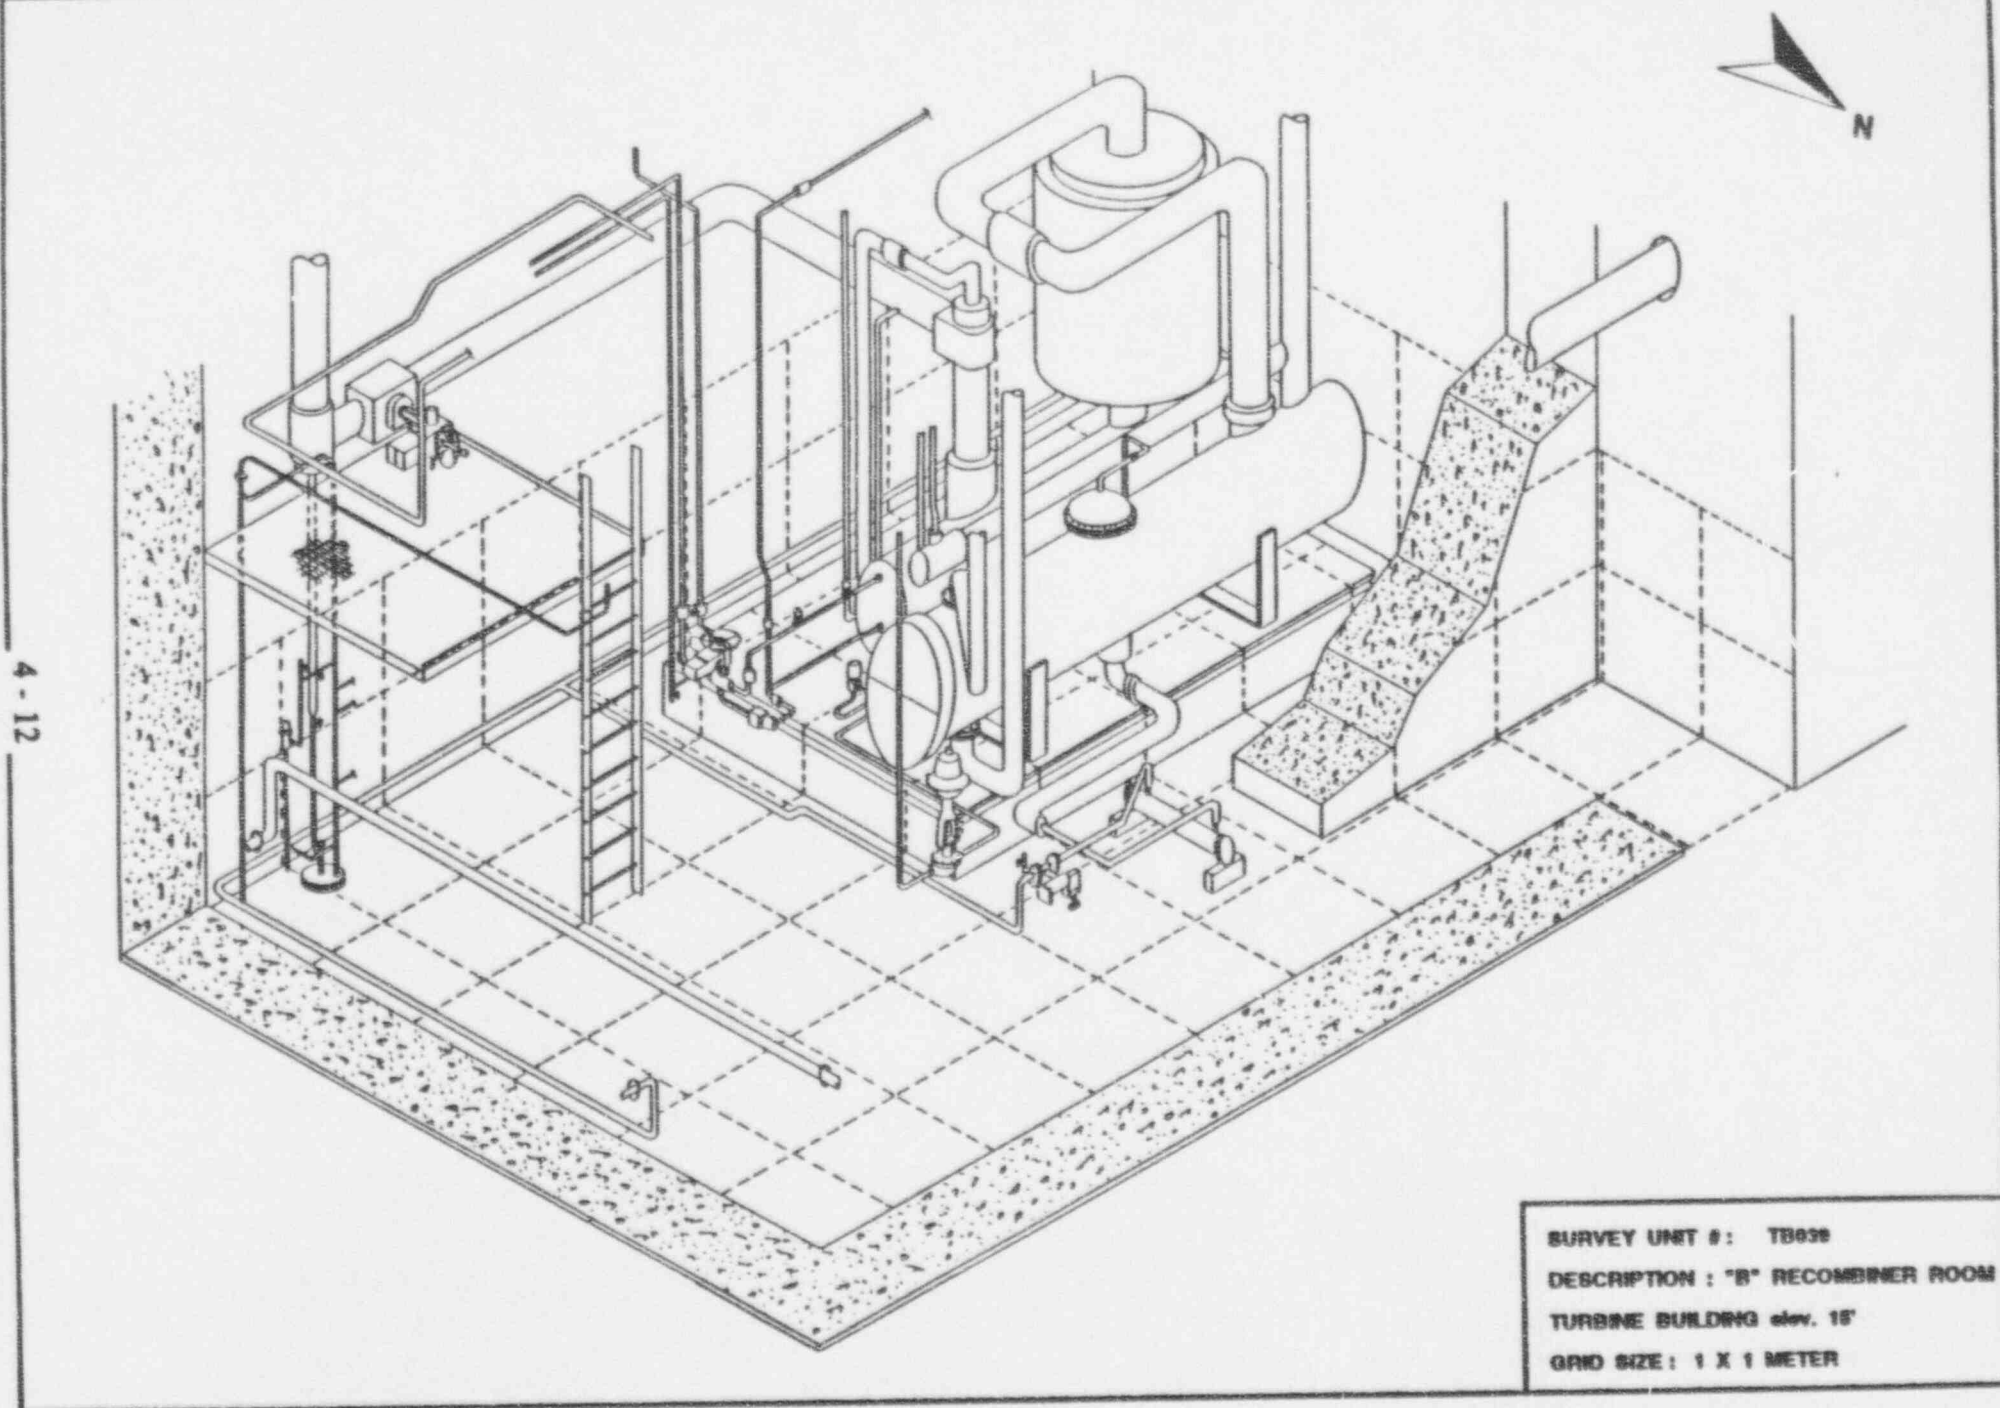 N
4-12
SURVEY UNIT #: TB039
DESCRIPTION : "B" RECOMBINER ROOM
TURBINE BUILDING elev. 15'
GRID SIZE : 1 X 1 METER